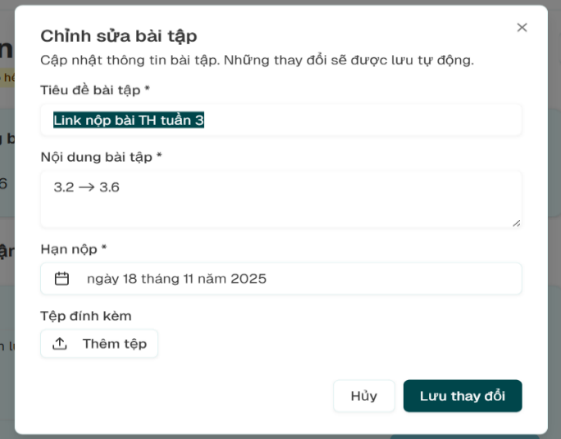 Chỉnh sửa bài tập
Cập nhật thông tin bài tập. Những thay đổi sẽ được lưu tự động.
Tiêu đề bài tập *
Link nộp bài TH tuần 3
Nội dung bài tập *
3.2 → 3.6
Hạn nộp *
ngày 18 tháng 11 năm 2025
Tệp đính kèm
Thêm tệp
Hủy
Lưu thay đổi